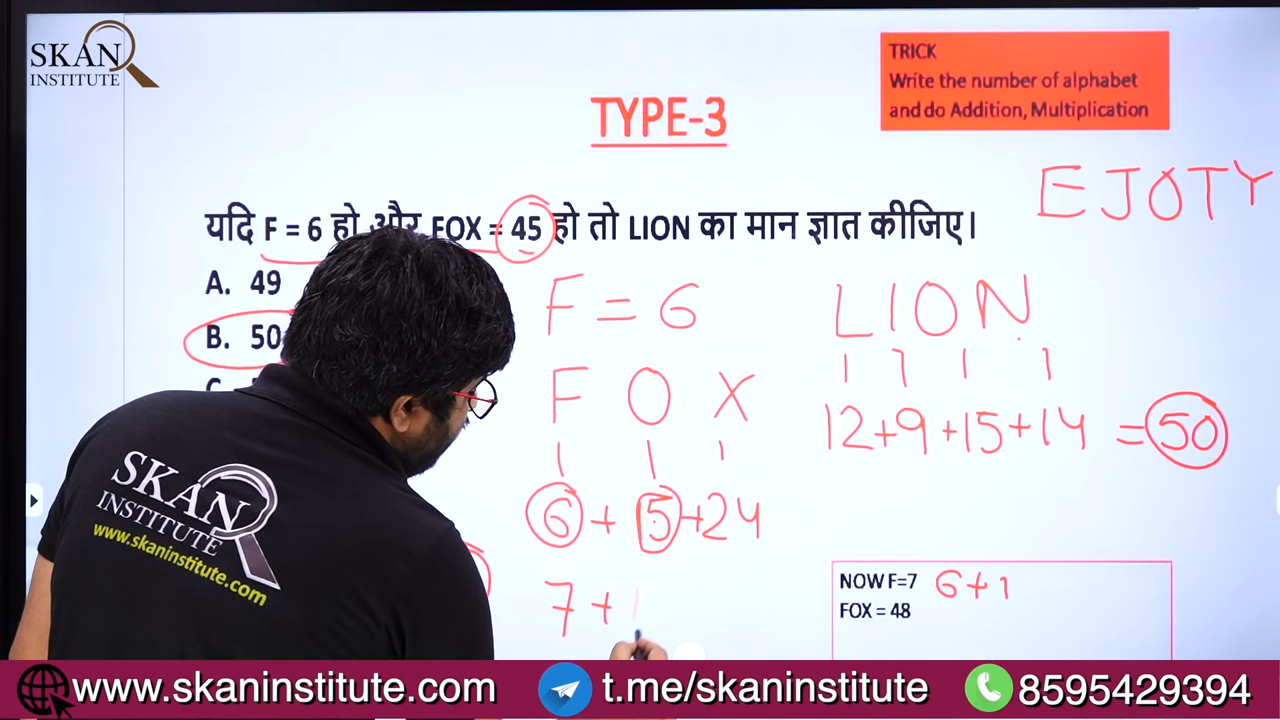 SKAN
INSTITUTE
TRICK
Write the number of alphabet
and do Addition, Multiplication
TYPE-3
EJOTY
यदि F = 6 हो और FOX = 45 हो तो LION का मान ज्ञात कीजिए।
A. 49
B. 50
F = 6
LION
F O X
12+9+15+14 = 50
6 + 15 +24
7 +
NOW F=7 6+1
FOX = 48
SKAN
INSTITUTE
www.skaninstitute.com
www.skaninstitute.com
t.me/skaninstitute
8595429394